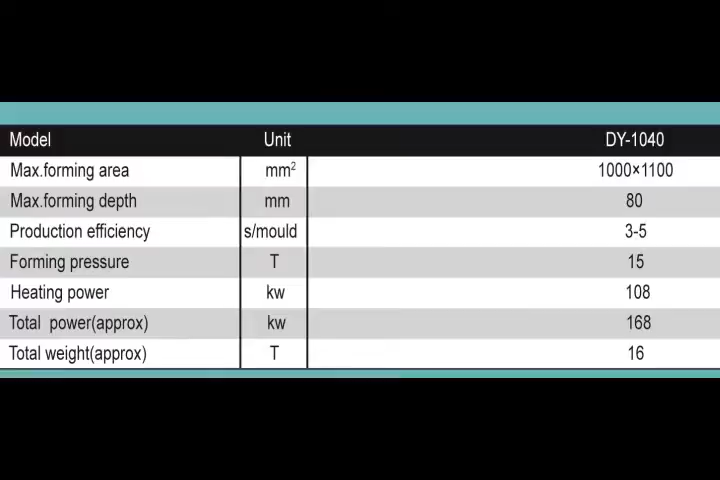 Model Unit DY-1040
Max.forming area mm² 1000×1100
Max.forming depth mm 80
Production efficiency s/mould 3-5
Forming pressure T 15
Heating power kw 108
Total power(approx) kw 168
Total weight(approx) T 16